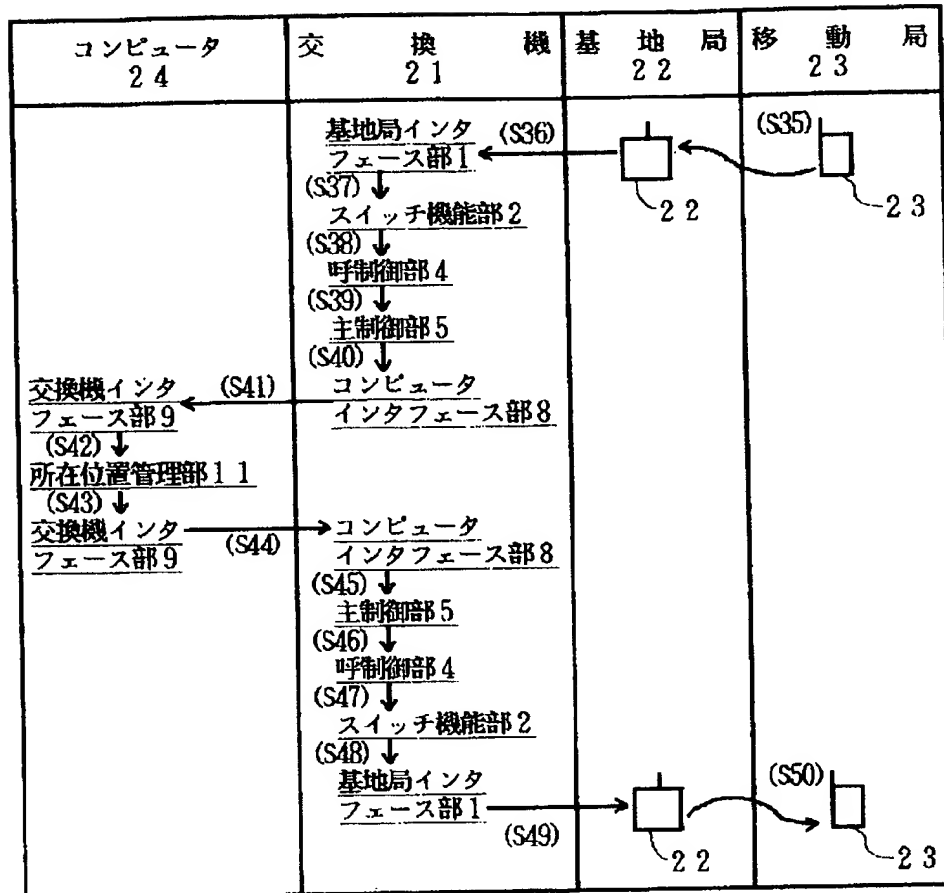 コンピュータ
24
交換機
21
基地局
22
移動局
23
基地局インタ
フェース部1
(S36)
(S35)
22
23
(S37)
スイッチ機能部2
(S38)
呼制御部4
(S39)
主制御部5
(S40)
コンピュータ
インタフェース部8
(S41)
交換機インタ
フェース部9
(S42)
所在位置管理部11
(S43)
交換機インタ
フェース部9
(S44)
コンピュータ
インタフェース部8
(S45)
主制御部5
(S46)
呼制御部4
(S47)
スイッチ機能部2
(S48)
基地局インタ
フェース部1
(S49)
(S50)
22
23